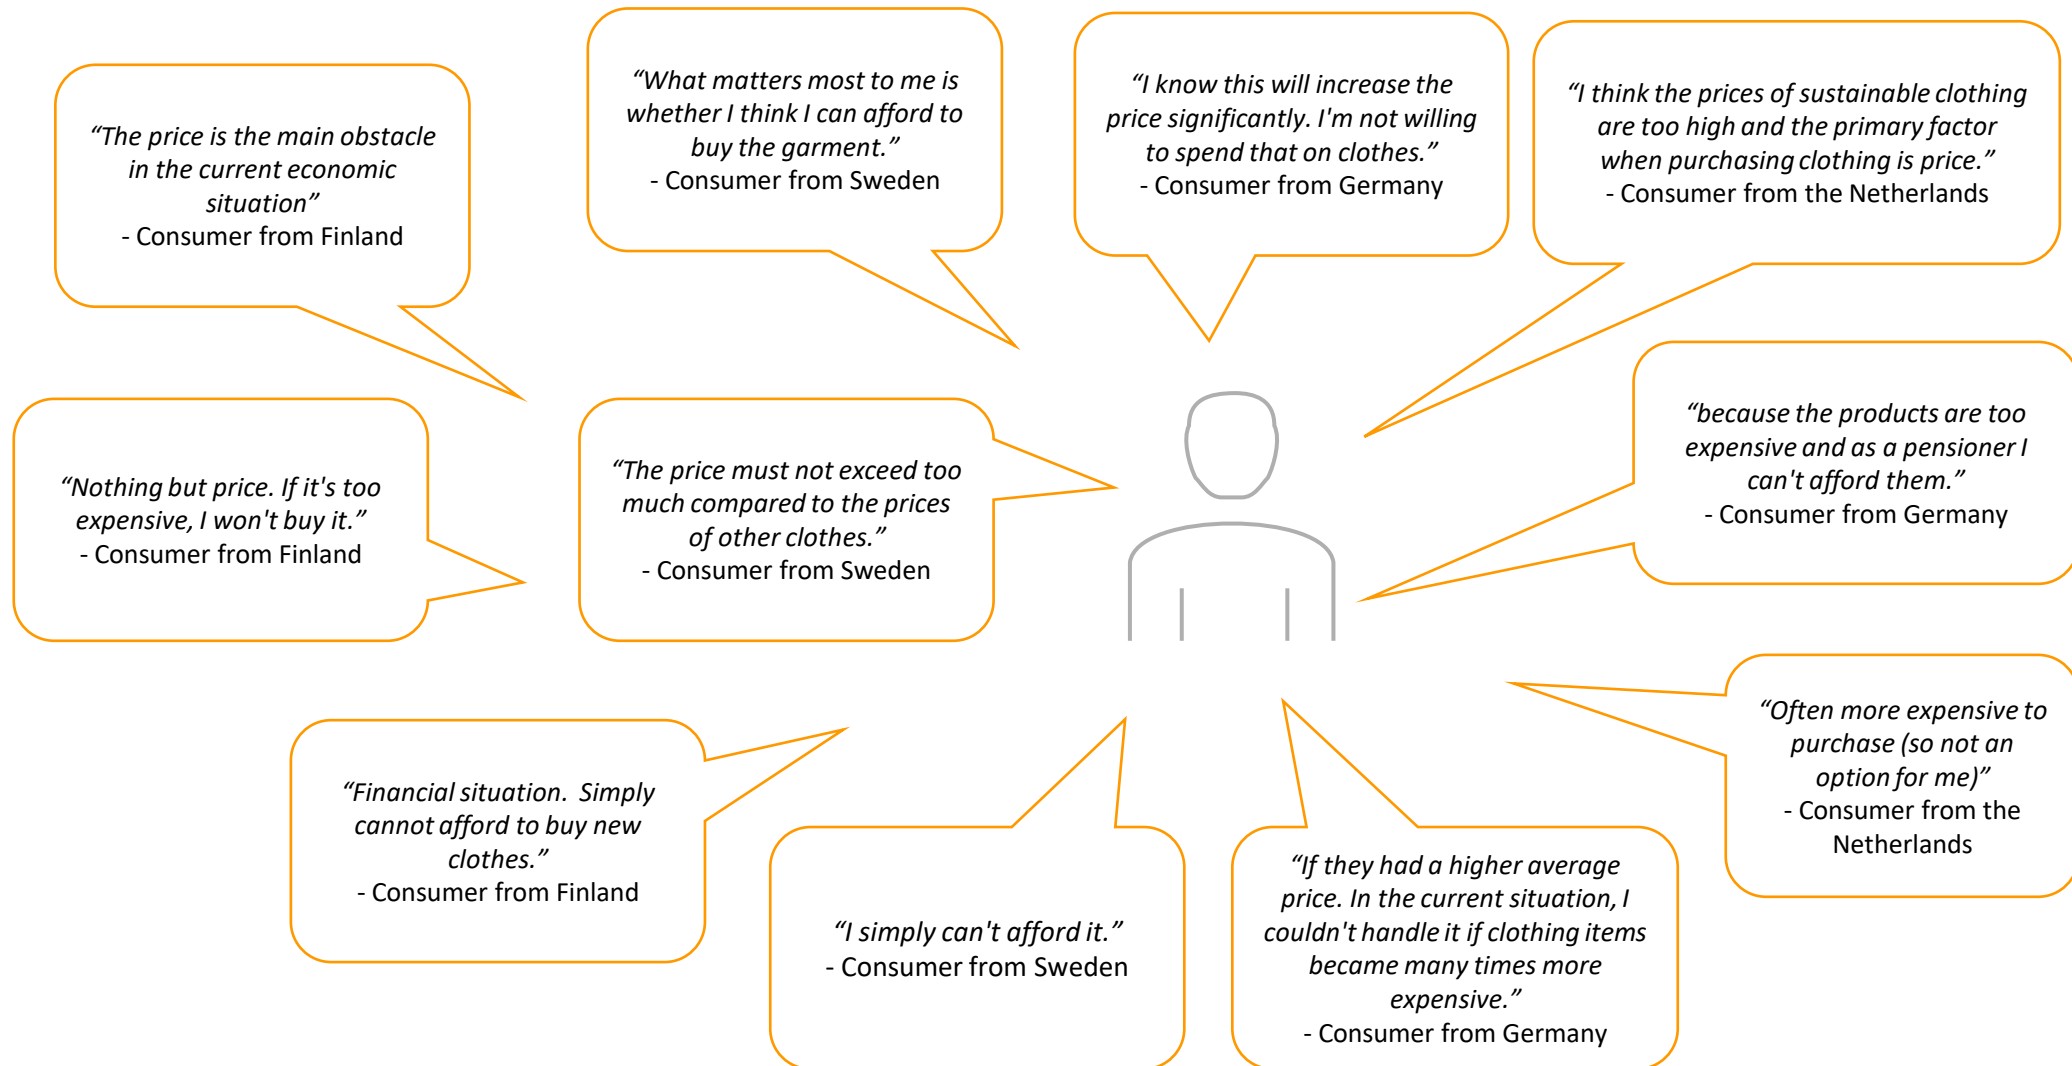 “The price is the main obstacle
in the current economic
situation”
- Consumer from Finland
“What matters most to me is
whether I think I can afford to
buy the garment.”
- Consumer from Sweden
“I know this will increase the
price significantly. I'm not willing
to spend that on clothes.”
- Consumer from Germany
“I think the prices of sustainable clothing
are too high and the primary factor
when purchasing clothing is price.”
- Consumer from the Netherlands
“Nothing but price. If it's too
expensive, I won't buy it.”
- Consumer from Finland
“The price must not exceed too
much compared to the prices
of other clothes.”
- Consumer from Sweden
“because the products are too
expensive and as a pensioner I
can't afford them.”
- Consumer from Germany
“Financial situation. Simply
cannot afford to buy new
clothes.”
- Consumer from Finland
“I simply can't afford it.”
- Consumer from Sweden
“If they had a higher average
price. In the current situation, I
couldn't handle it if clothing items
became many times more
expensive.”
- Consumer from Germany
“Often more expensive to
purchase (so not an
option for me)”
- Consumer from the
Netherlands